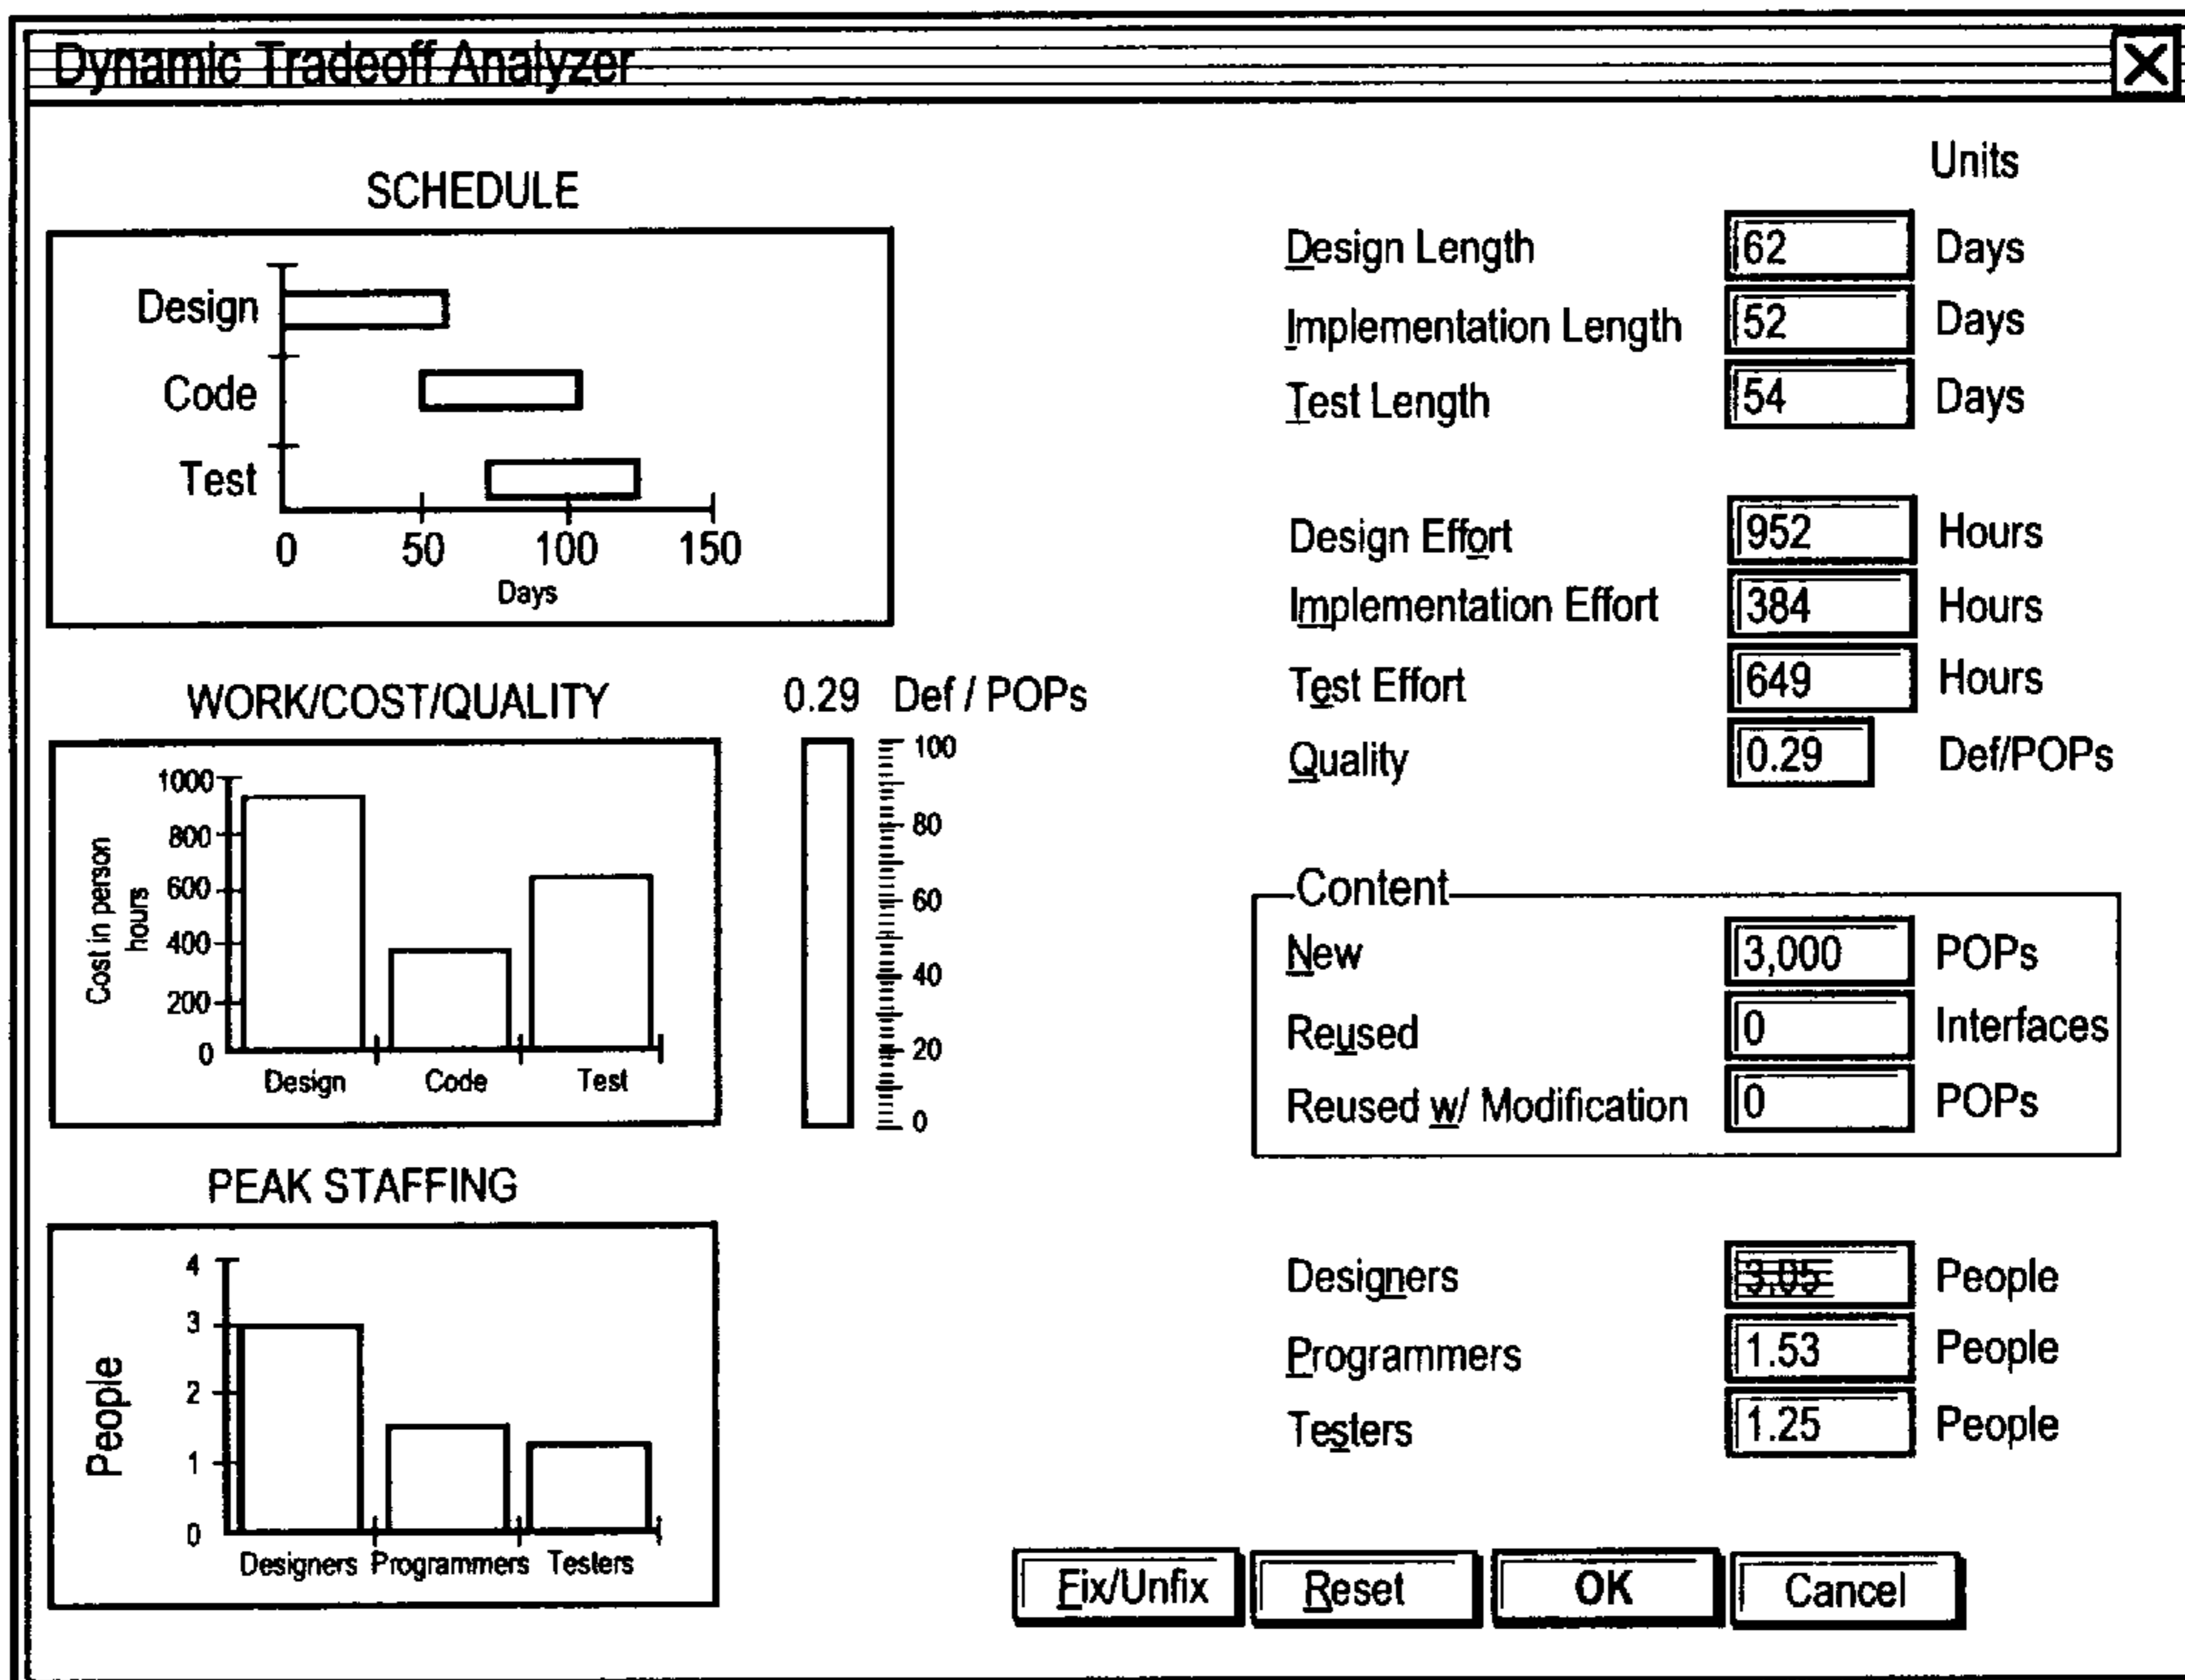 Dynamic Tradeoff Analyzer
SCHEDULE
Design
Code
Test
0 50 100 150
Days
WORK/COST/QUALITY
0.29 Def / POPs
Cost in person
hours
1000
800
600
400
200
0
Design Code Test
100
80
60
40
20
0
PEAK STAFFING
People
4
3
2
1
0
Designers Programmers Testers
Units
Design Length 62 Days
Implementation Length 52 Days
Test Length 54 Days
Design Effort 952 Hours
Implementation Effort 384 Hours
Test Effort 649 Hours
Quality 0.29 Def/POPs
Content
New 3,000 POPs
Reused 0 Interfaces
Reused w/ Modification 0 POPs
Designers 3.05 People
Programmers 1.53 People
Testers 1.25 People
Fix/Unfix Reset OK Cancel